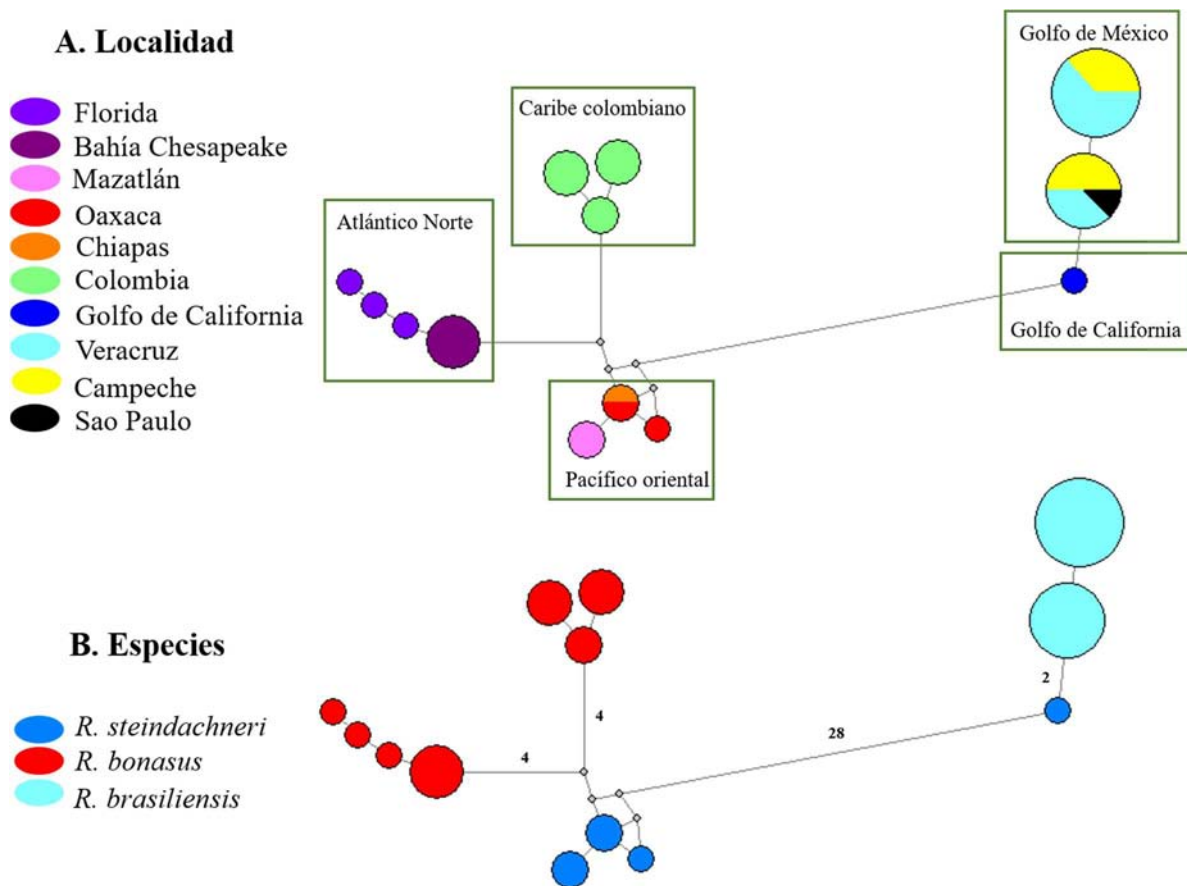 A. Localidad
Florida
Bahía Chesapeake
Mazatlán
Oaxaca
Chiapas
Colombia
Golfo de California
Veracruz
Campeche
Sao Paulo
Atlántico Norte
Caribe colombiano
Golfo de México
Golfo de California
Pacífico oriental
B. Especies
R. steindachneri
R. bonasus
R. brasiliensis
4
4
28
2